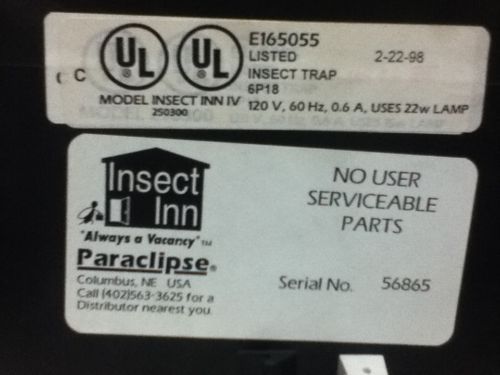 UL UL
E165055
LISTED 2-22-98
C
INSECT TRAP
6P18
MODEL INSECT INN IV 120 V, 60 Hz, 0.6 A, USES 22w LAMP
250300
Insect
Inn
"Always a Vacancy"™
Paraclipse®
Columbus, NE USA
Call (402)563-3625 for a
Distributor nearest you.
NO USER
SERVICEABLE
PARTS
Serial No. 56865